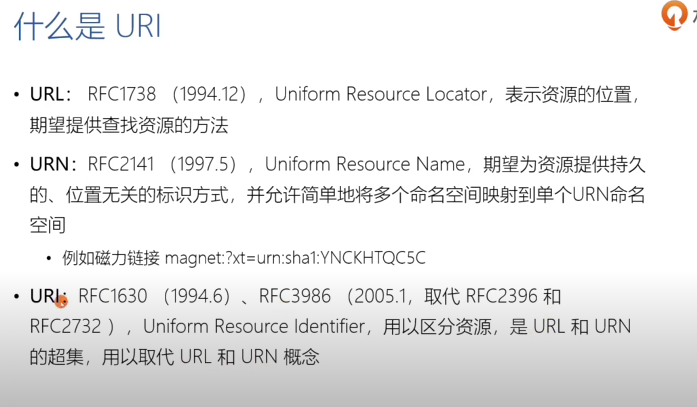 什么是 URI
• URL： RFC1738 （1994.12），Uniform Resource Locator，表示资源的位置，
期望提供查找资源的方法
• URN：RFC2141 （1997.5），Uniform Resource Name，期望为资源提供持久
的、位置无关的标识方式，并允许简单地将多个命名空间映射到单个URN命名
空间
• 例如磁力链接 magnet:?xt=urn:sha1:YNCKHTQC5C
• URI：RFC1630 （1994.6）、RFC3986 （2005.1，取代 RFC2396 和
RFC2732 ），Uniform Resource Identifier，用以区分资源，是 URL 和 URN
的超集，用以取代 URL 和 URN 概念